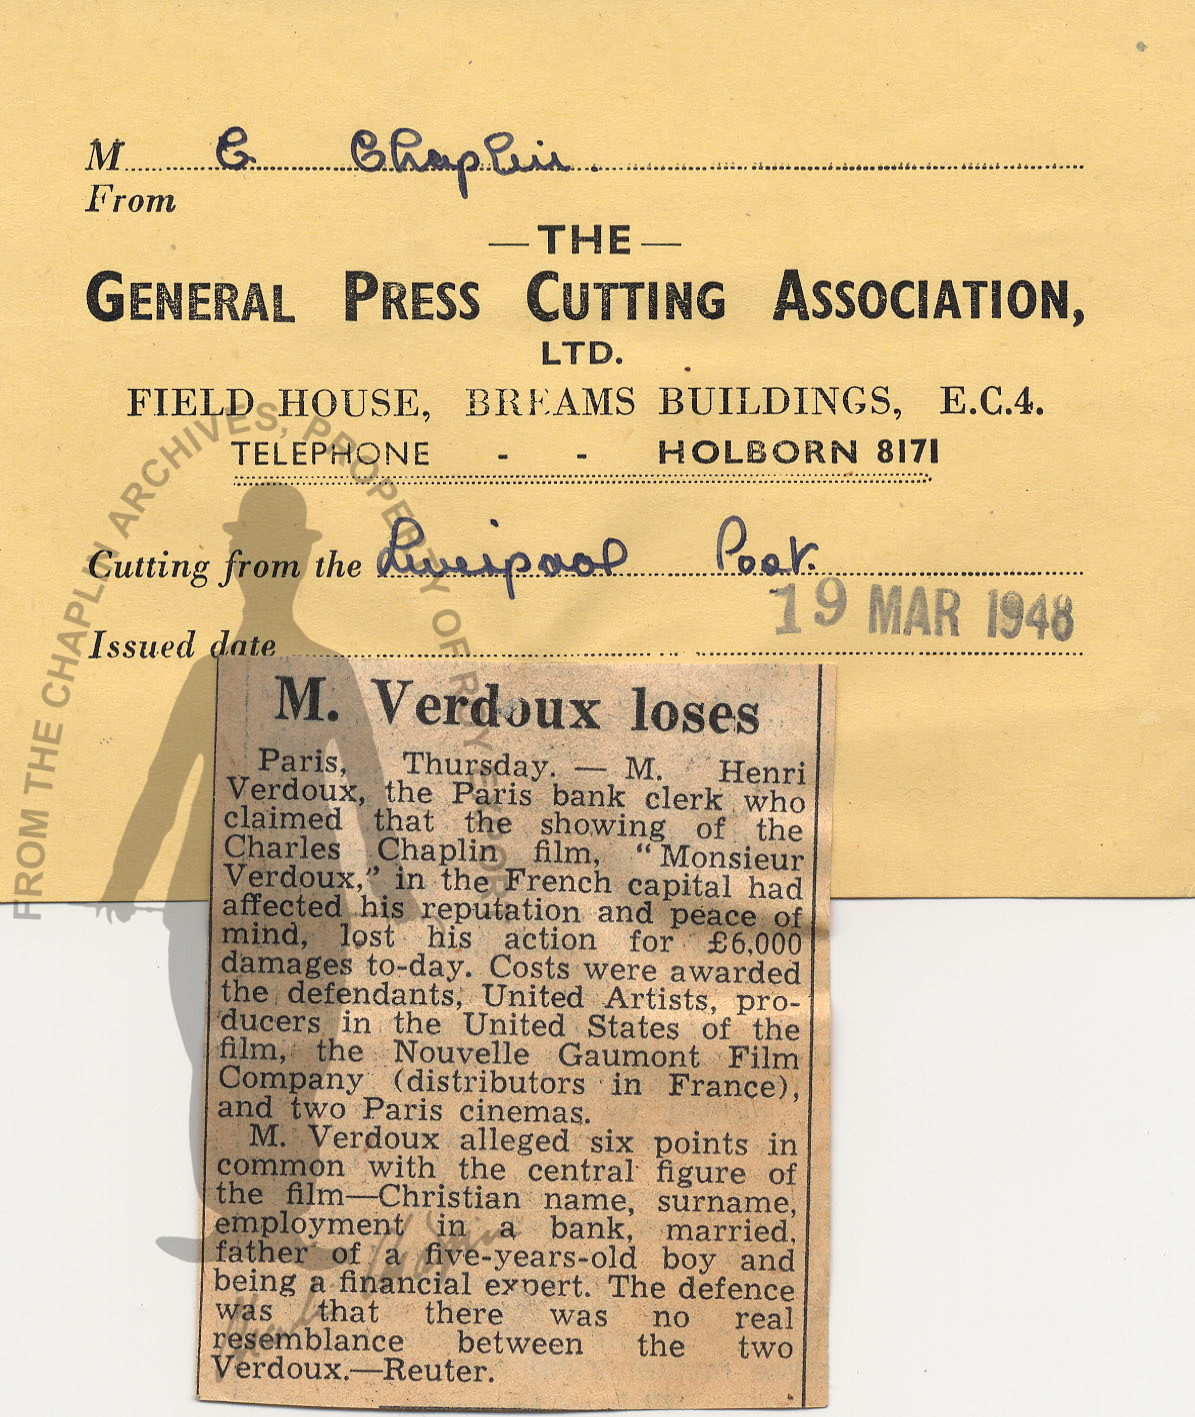 M C Chaplin.
From
—THE—
GENERAL PRESS CUTTING ASSOCIATION,
LTD.
FIELD HOUSE, BREAMS BUILDINGS, E.C.4.
TELEPHONE - - HOLBORN 8171
Cutting from the Liverpool Post.
19 MAR 1948
Issued date
M. Verdoux loses
Paris, Thursday. — M. Henri
Verdoux, the Paris bank clerk who
claimed that the showing of the
Charles Chaplin film, “Monsieur
Verdoux,” in the French capital had
affected his reputation and peace of
mind, lost his action for £6,000
damages to-day. Costs were awarded
the defendants, United Artists, pro-
ducers in the United States of the
film, the Nouvelle Gaumont Film
Company (distributors in France),
and two Paris cinemas.
M. Verdoux alleged six points in
common with the central figure of
the film—Christian name, surname,
employment in a bank, married,
father of a five-years-old boy and
being a financial expert. The defence
was that there was no real
resemblance between the two
Verdoux.—Reuter.
FROM THE CHAPLIN ARCHIVES, PROPERTY OF ROY EXPORT